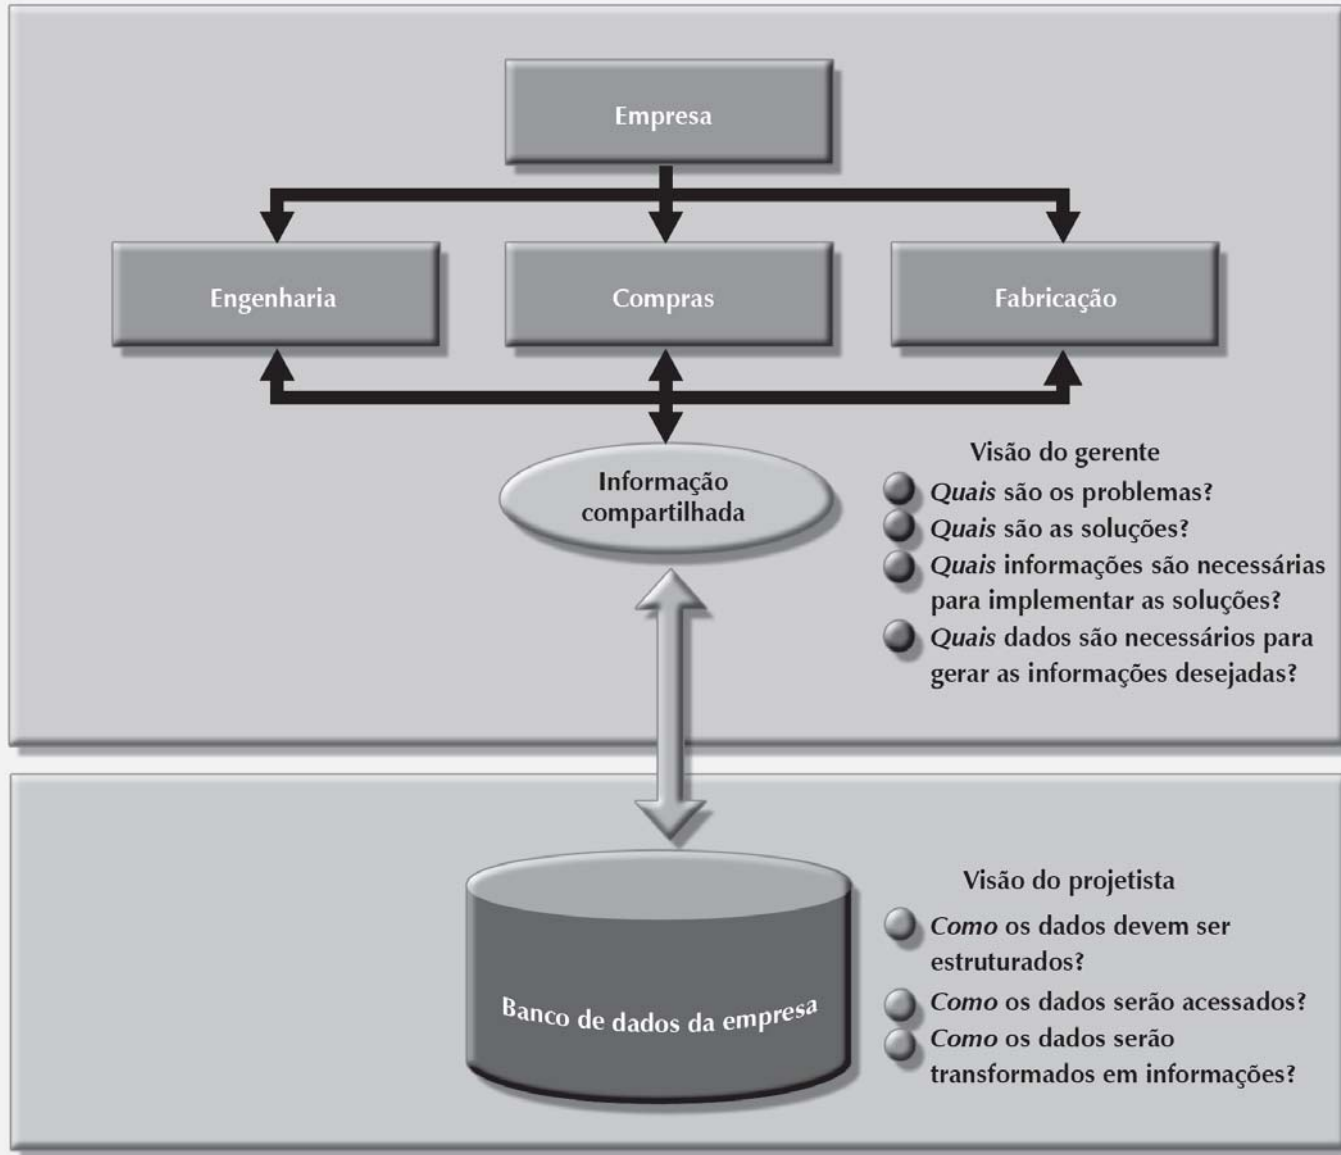 Empresa
Engenharia
Compras
Fabricação
Informação
compartilhada
Visão do gerente
Quais são os problemas?
Quais são as soluções?
Quais informações são necessárias
para implementar as soluções?
Quais dados são necessários para
gerar as informações desejadas?
Banco de dados da empresa
Visão do projetista
Como os dados devem ser
estruturados?
Como os dados serão acessados?
Como os dados serão
transformados em informações?